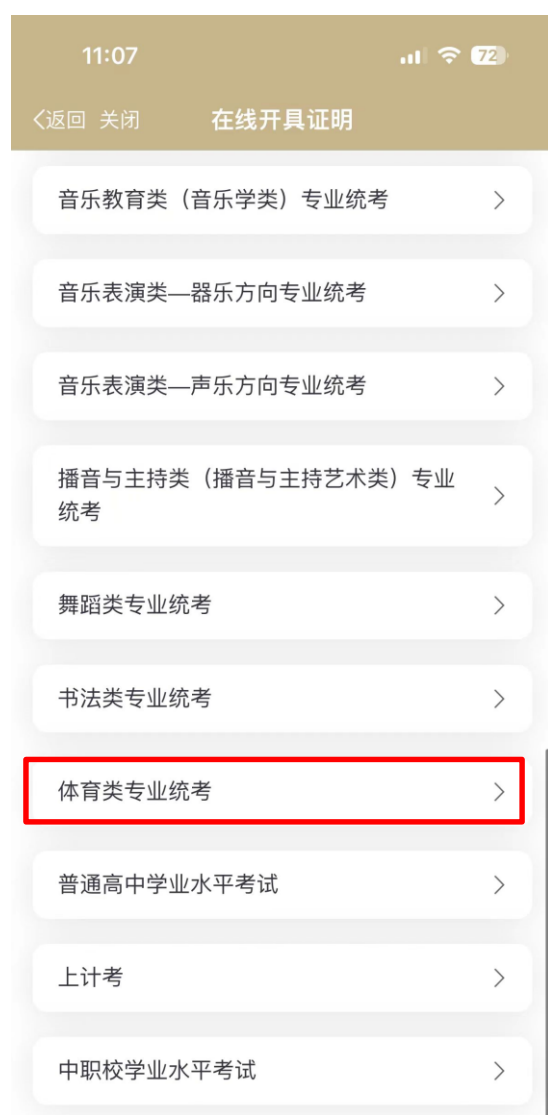 11:07
72
<返回 关闭 在线开具证明
音乐教育类（音乐学类）专业统考
音乐表演类—器乐方向专业统考
音乐表演类—声乐方向专业统考
播音与主持类（播音与主持艺术类）专业
统考
舞蹈类专业统考
书法类专业统考
体育类专业统考
普通高中学业水平考试
上计考
中职校学业水平考试